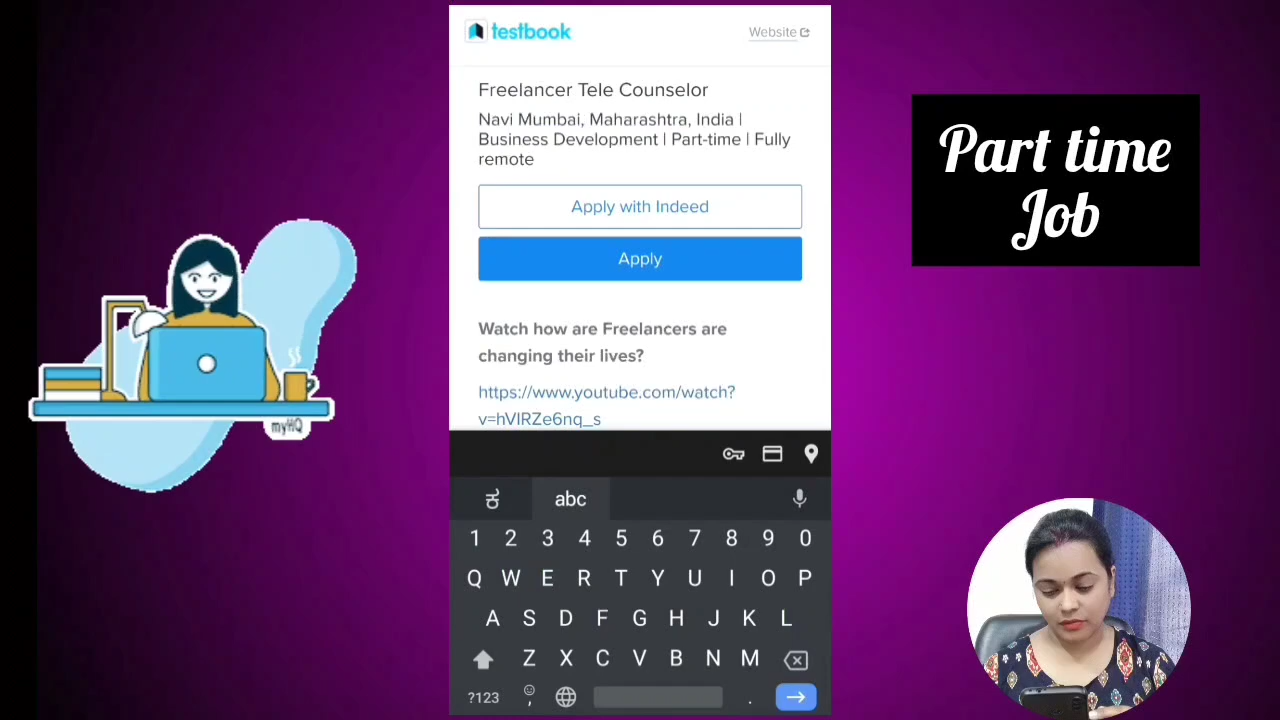 testbook
Website
Freelancer Tele Counselor
Navi Mumbai, Maharashtra, India |
Business Development | Part-time | Fully
remote
Apply with Indeed
Apply
Watch how are Freelancers are
changing their lives?
https://www.youtube.com/watch?
v=hVIRZe6nq_s
abc
1 2 3 4 5 6 7 8 9 0
Q W E R T Y U I O P
A S D F G H J K L
Z X C V B N M
?123 , .
Part time
Job
myHQ